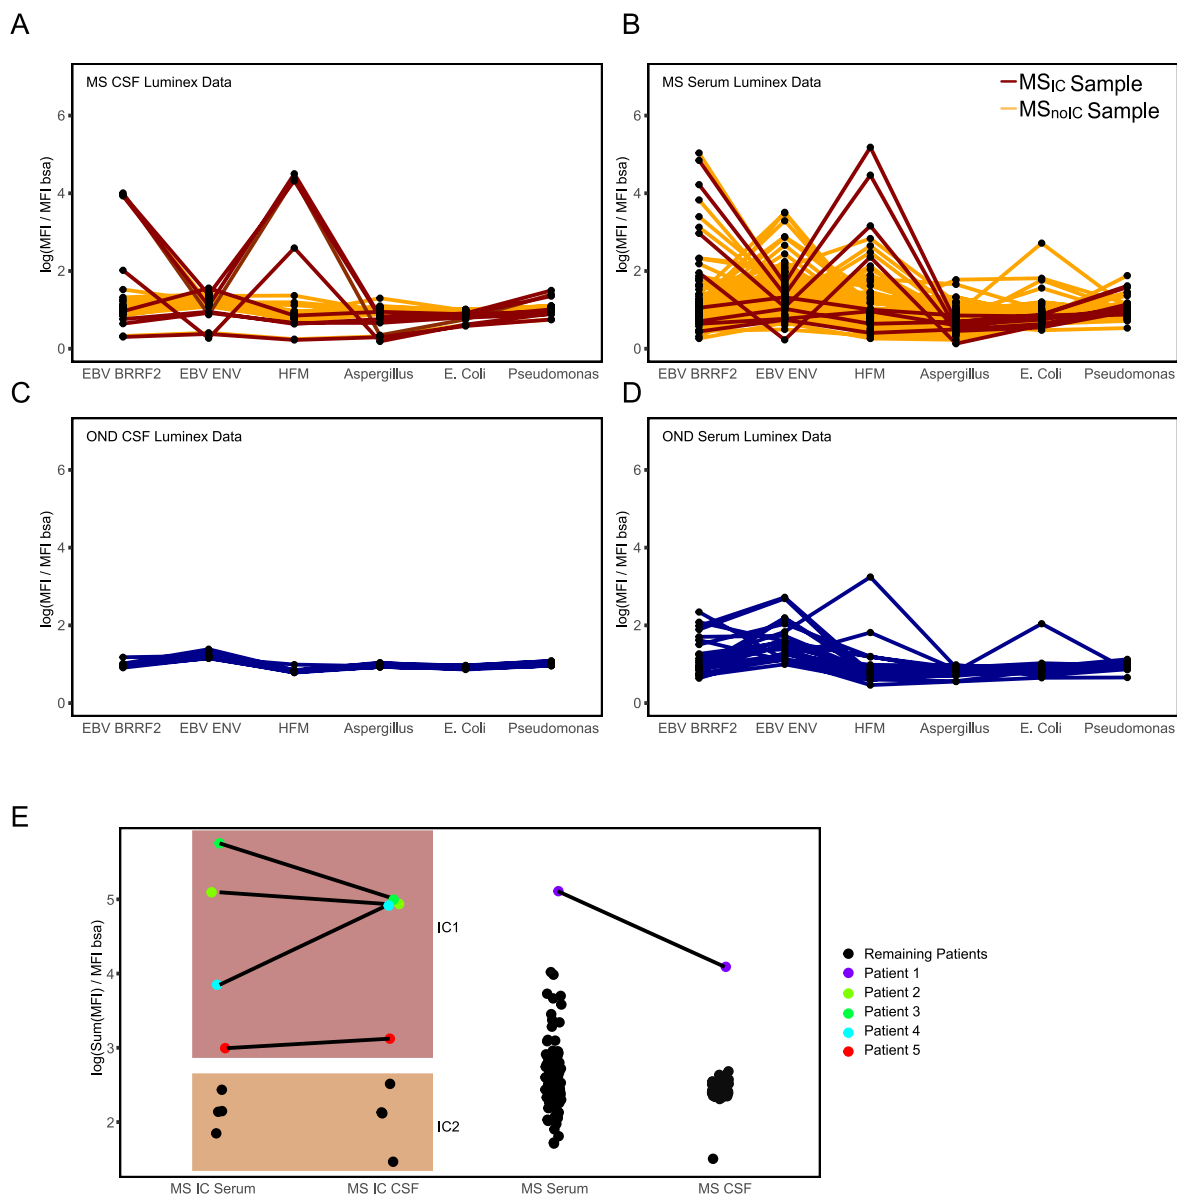 A
B
MS CSF Luminex Data
MS Serum Luminex Data
MSIC Sample
MSnoIC Sample
log(MFI / MFI bsa)
6
4
2
0
log(MFI / MFI bsa)
6
4
2
0
EBV BRRF2 EBV ENV HFM Aspergillus E. Coli Pseudomonas
EBV BRRF2 EBV ENV HFM Aspergillus E. Coli Pseudomonas
C
D
OND CSF Luminex Data
OND Serum Luminex Data
log(MFI / MFI bsa)
6
4
2
0
log(MFI / MFI bsa)
6
4
2
0
EBV BRRF2 EBV ENV HFM Aspergillus E. Coli Pseudomonas
EBV BRRF2 EBV ENV HFM Aspergillus E. Coli Pseudomonas
E
log(Sum(MFI) / MFI bsa)
5
4
3
2
IC1
IC2
MS IC Serum MS IC CSF MS Serum MS CSF
Remaining Patients
Patient 1
Patient 2
Patient 3
Patient 4
Patient 5